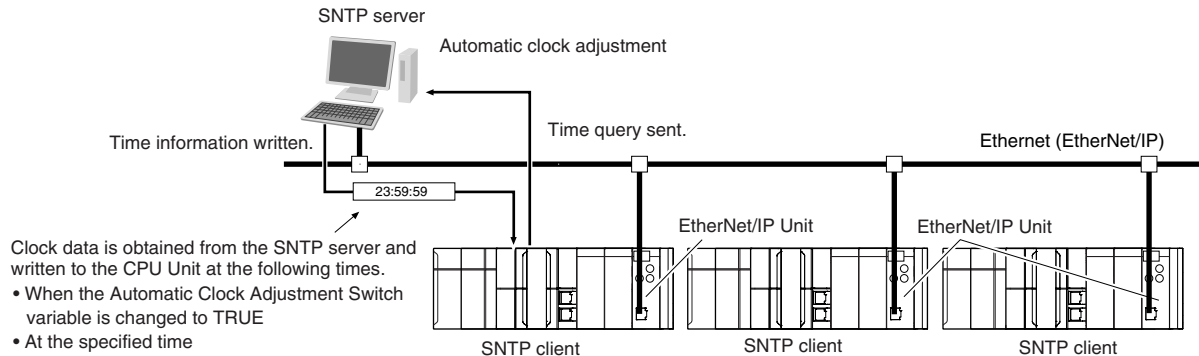 SNTP server
Automatic clock adjustment
Time information written.
Time query sent.
Ethernet (EtherNet/IP)
23:59:59
EtherNet/IP Unit
EtherNet/IP Unit
Clock data is obtained from the SNTP server and
written to the CPU Unit at the following times.
• When the Automatic Clock Adjustment Switch
variable is changed to TRUE
• At the specified time
SNTP client
SNTP client
SNTP client